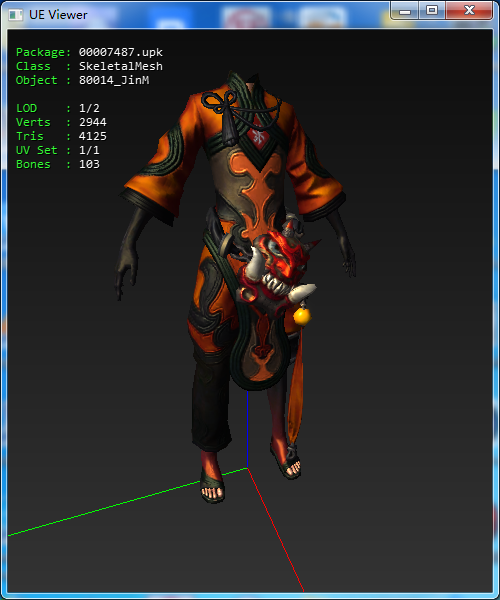 UE Viewer
Package: 00007487.upk
Class : SkeletalMesh
Object : 80014_JinM
LOD : 1/2
Verts : 2944
Tris : 4125
UV Set : 1/1
Bones : 103